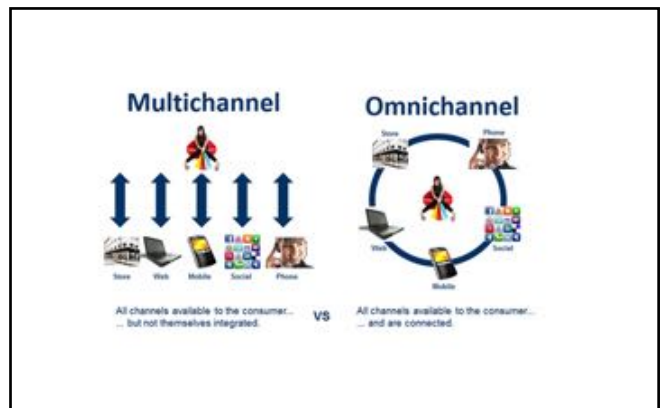 Multichannel
Store Web Mobile Social Phone
All channels available to the consumer...
... but not themselves integrated.
VS
Omnichannel
Store
Phone
Web
Social
Mobile
All channels available to the consumer...
... and are connected.